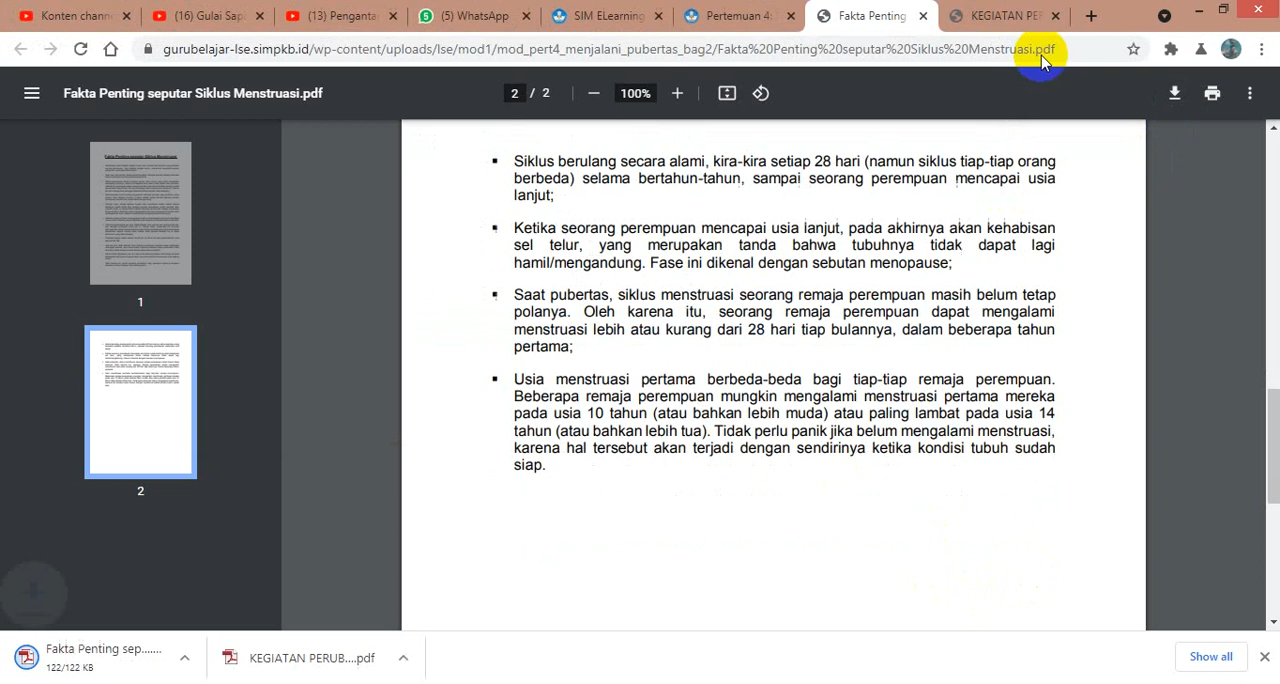 Konten channel
(16) Gulai Sapi
(13) Pengantar
(5) WhatsApp
SIM ELearning
Pertemuan 4:
Fakta Penting
KEGIATAN PER
gurubelajar-lse.simpkb.id/wp-content/uploads/lse/mod1/mod_pert4_menjalani_pubertas_bag2/Fakta%20Penting%20seputar%20Siklus%20Menstruasi.pdf
Fakta Penting seputar Siklus Menstruasi.pdf
2 / 2
100%
Siklus berulang secara alami, kira-kira setiap 28 hari (namun siklus tiap-tiap orang
berbeda) selama bertahun-tahun, sampai seorang perempuan mencapai usia
lanjut;
Ketika seorang perempuan mencapai usia lanjut, pada akhirnya akan kehabisan
sel telur, yang merupakan tanda bahwa tubuhnya tidak dapat lagi
hamil/mengandung. Fase ini dikenal dengan sebutan menopause;
Saat pubertas, siklus menstruasi seorang remaja perempuan masih belum tetap
polanya. Oleh karena itu, seorang remaja perempuan dapat mengalami
menstruasi lebih atau kurang dari 28 hari tiap bulannya, dalam beberapa tahun
pertama;
Usia menstruasi pertama berbeda-beda bagi tiap-tiap remaja perempuan.
Beberapa remaja perempuan mungkin mengalami menstruasi pertama mereka
pada usia 10 tahun (atau bahkan lebih muda) atau paling lambat pada usia 14
tahun (atau bahkan lebih tua). Tidak perlu panik jika belum mengalami menstruasi,
karena hal tersebut akan terjadi dengan sendirinya ketika kondisi tubuh sudah
siap.
1
2
Fakta Penting sep......
122/122 KB
KEGIATAN PERUB....pdf
Show all